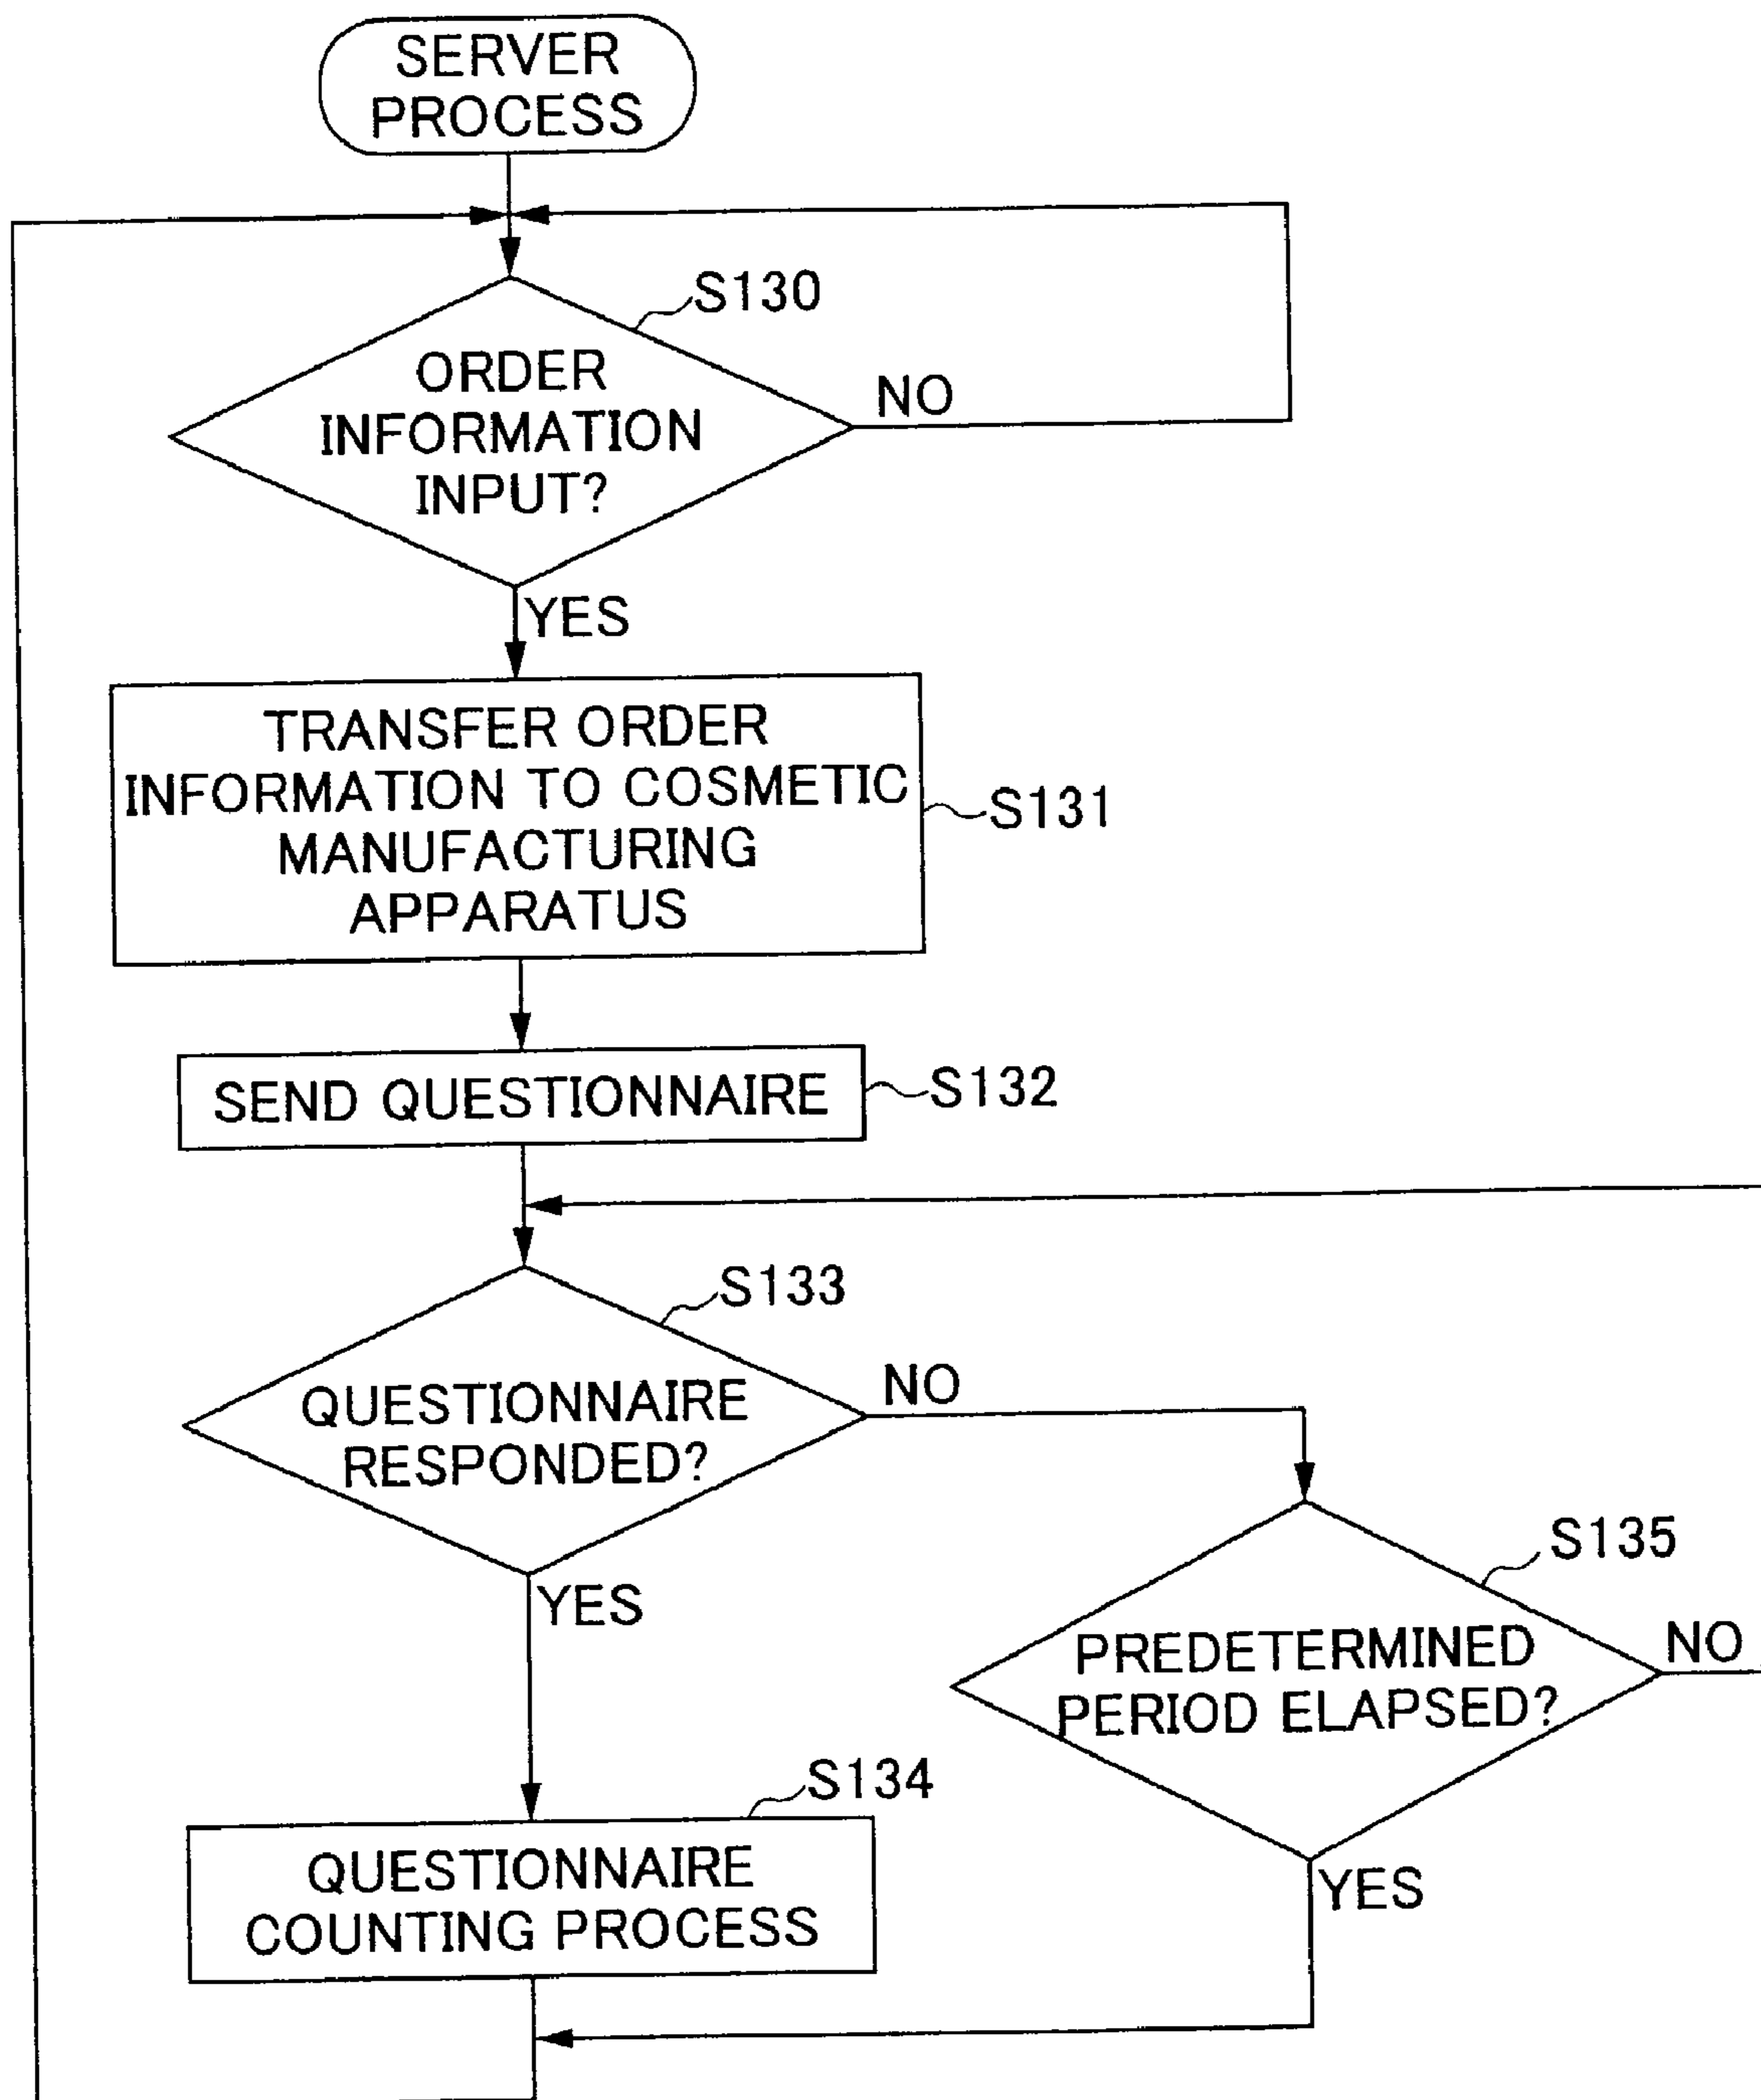 SERVER
PROCESS
S130
ORDER
INFORMATION
INPUT?
NO
YES
TRANSFER ORDER
INFORMATION TO COSMETIC
MANUFACTURING
APPARATUS
S131
SEND QUESTIONNAIRE
S132
S133
QUESTIONNAIRE
RESPONDED?
NO
YES
S135
PREDETERMINED
PERIOD ELAPSED?
NO
YES
S134
QUESTIONNAIRE
COUNTING PROCESS